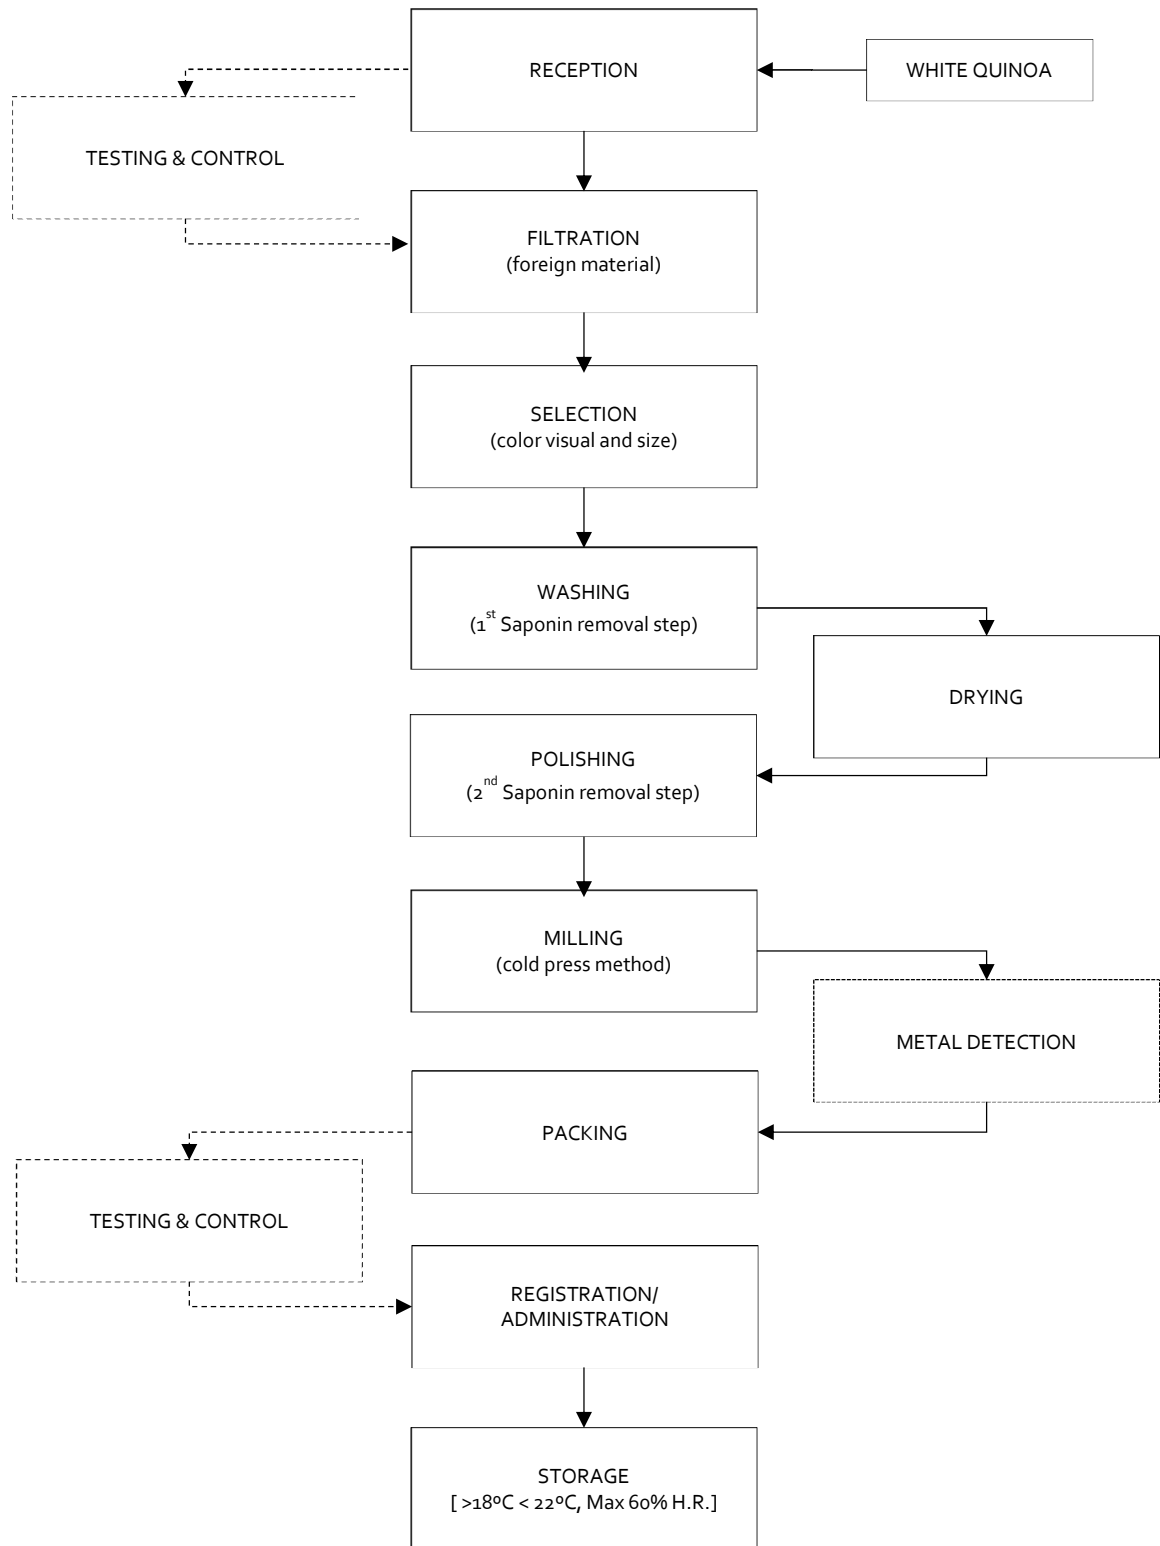 RECEPTION
WHITE QUINOA
TESTING & CONTROL
FILTRATION
(foreign material)
SELECTION
(color visual and size)
WASHING
(1st Saponin removal step)
DRYING
POLISHING
(2nd Saponin removal step)
MILLING
(cold press method)
METAL DETECTION
PACKING
TESTING & CONTROL
REGISTRATION/
ADMINISTRATION
STORAGE
[ >18ºC < 22ºC, Max 60% H.R.]